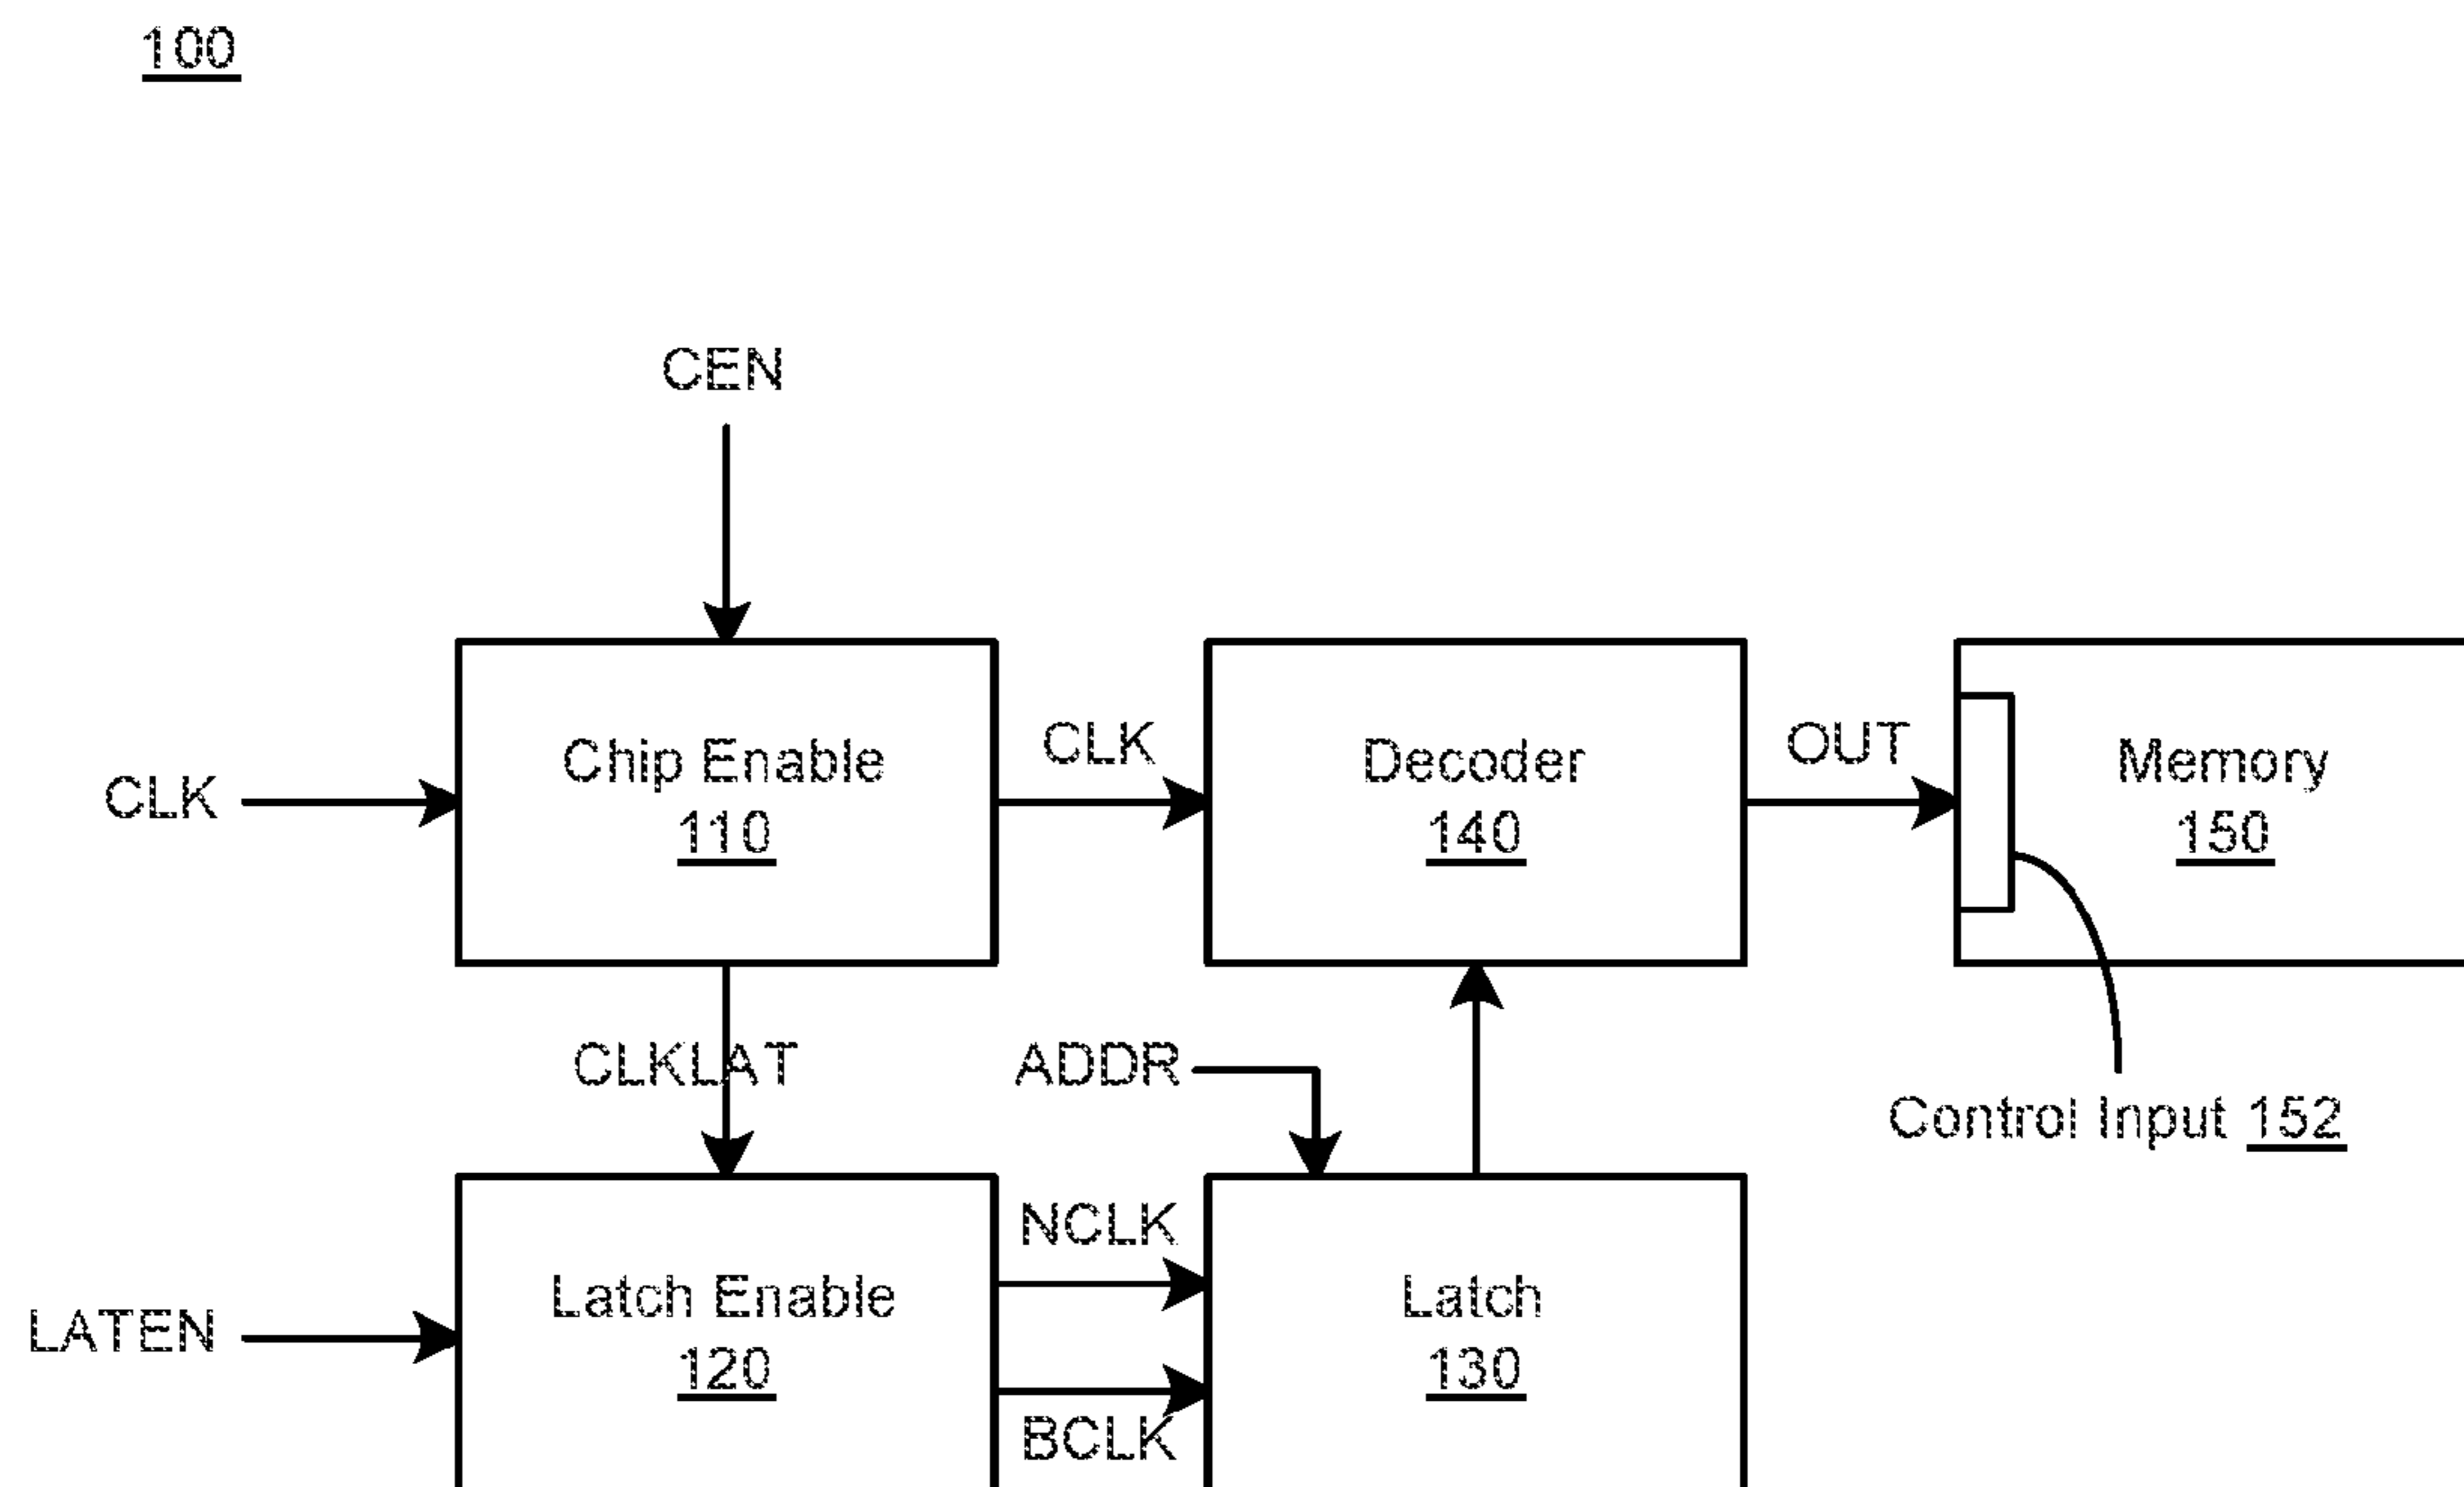 100
CEN
CLK
Chip Enable
110
CLK
Decoder
140
OUT
Memory
150
CLKLAT
ADDR
Control Input 152
LATEN
Latch Enable
120
NCLK
BCLK
Latch
130